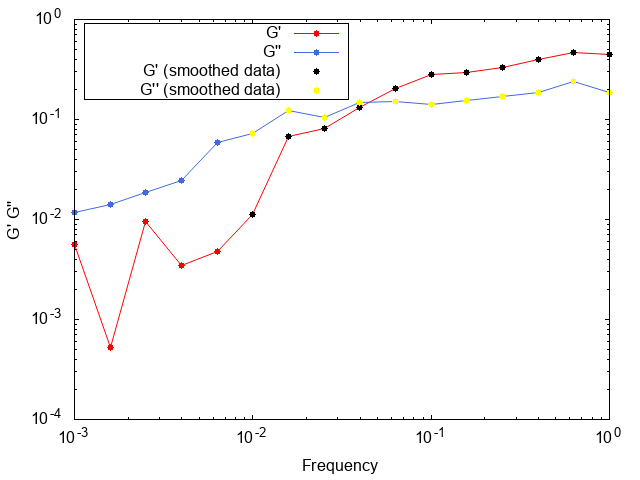 10^0
10^-1
10^-2
10^-3
10^-4
G' G''
G'
G''
G' (smoothed data)
G'' (smoothed data)
10^-3 10^-2 10^-1 10^0
Frequency